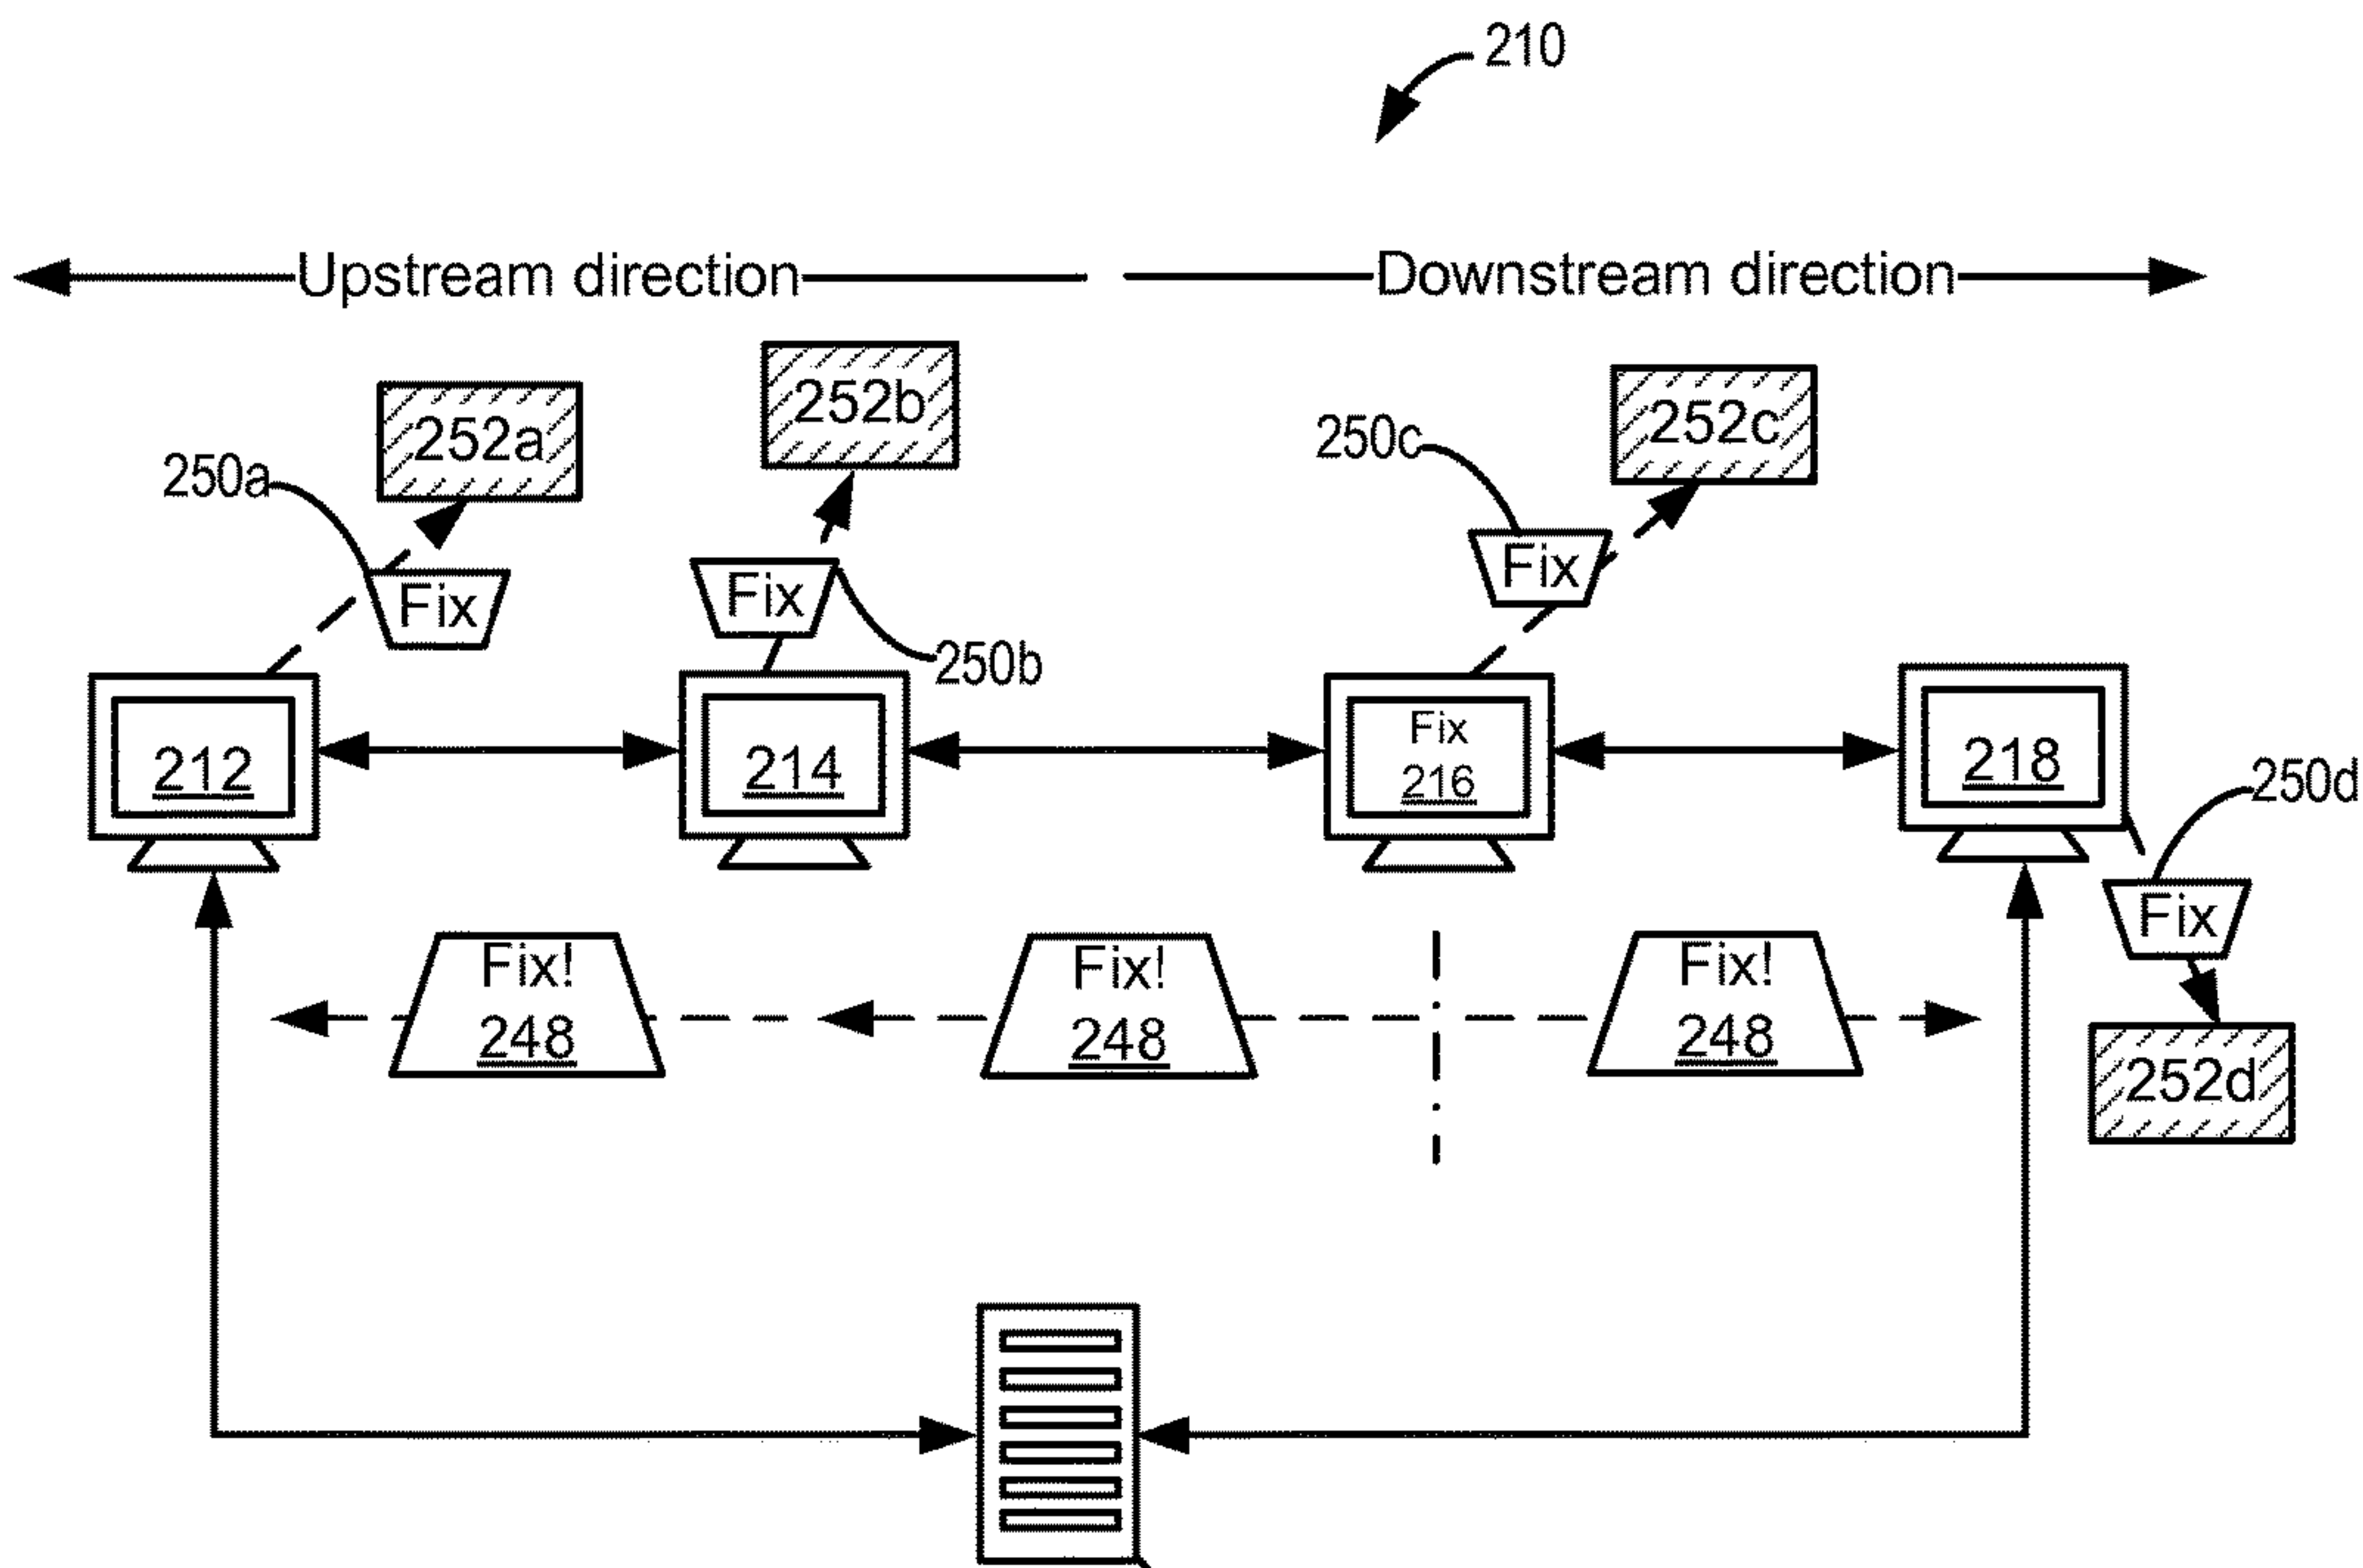 210
Upstream direction
Downstream direction
252a
252b
252c
250a
250c
Fix
Fix
Fix
250b
212
214
Fix
216
218
250d
Fix
Fix!
248
Fix!
248
Fix!
248
252d